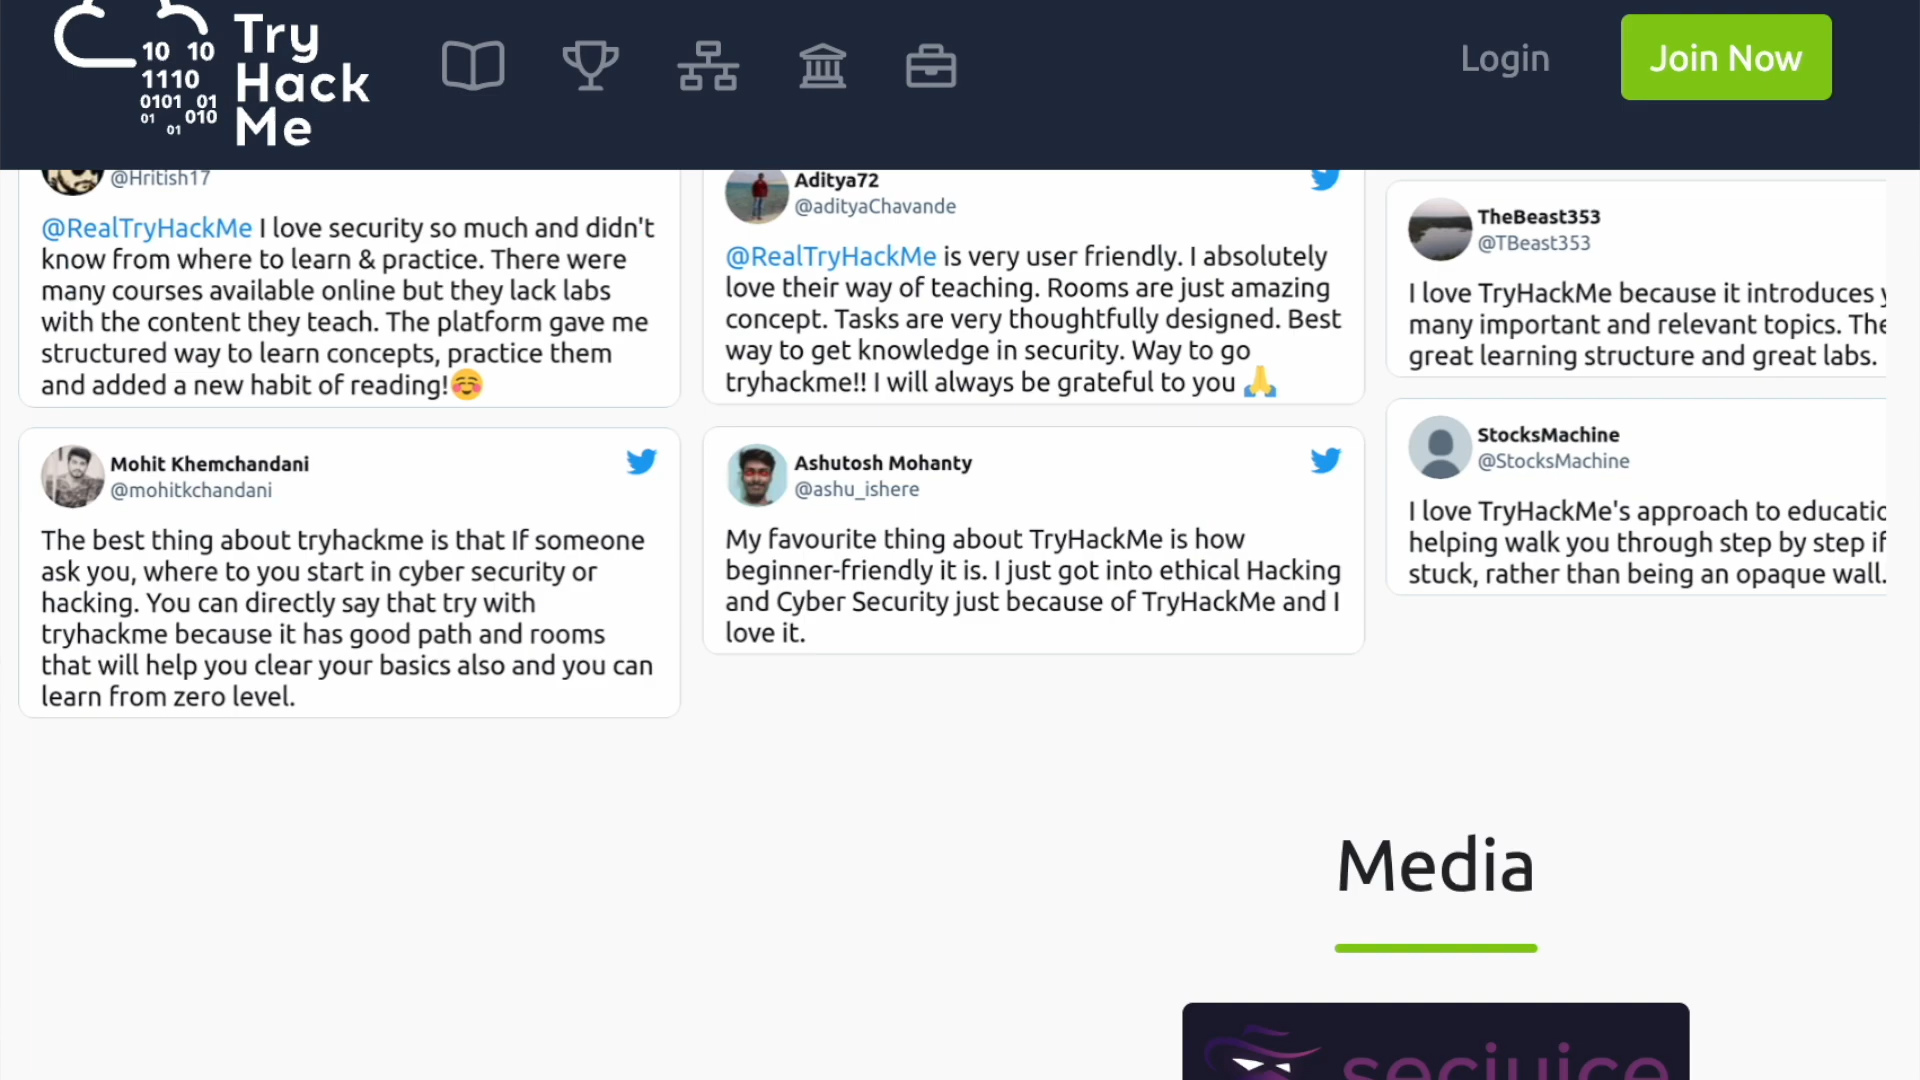 Try
Hack
Me
10 10
1110
0101 01
01 010
01
Login
Join Now
@Hritish17
@RealTryHackMe I love security so much and didn't
know from where to learn & practice. There were
many courses available online but they lack labs
with the content they teach. The platform gave me
structured way to learn concepts, practice them
and added a new habit of reading!
Mohit Khemchandani
@mohitkchandani
The best thing about tryhackme is that If someone
ask you, where to you start in cyber security or
hacking. You can directly say that try with
tryhackme because it has good path and rooms
that will help you clear your basics also and you can
learn from zero level.
Aditya72
@adityaChavande
@RealTryHackMe is very user friendly. I absolutely
love their way of teaching. Rooms are just amazing
concept. Tasks are very thoughtfully designed. Best
way to get knowledge in security. Way to go
tryhackme!! I will always be grateful to you
Ashutosh Mohanty
@ashu_ishere
My favourite thing about TryHackMe is how
beginner-friendly it is. I just got into ethical Hacking
and Cyber Security just because of TryHackMe and I
love it.
TheBeast353
@TBeast353
I love TryHackMe because it introduces
many important and relevant topics.
great learning structure and great labs.
StocksMachine
@StocksMachine
I love TryHackMe's approach to
helping walk you through step by step if
stuck, rather than being an opaque wall.
Media
secjuice